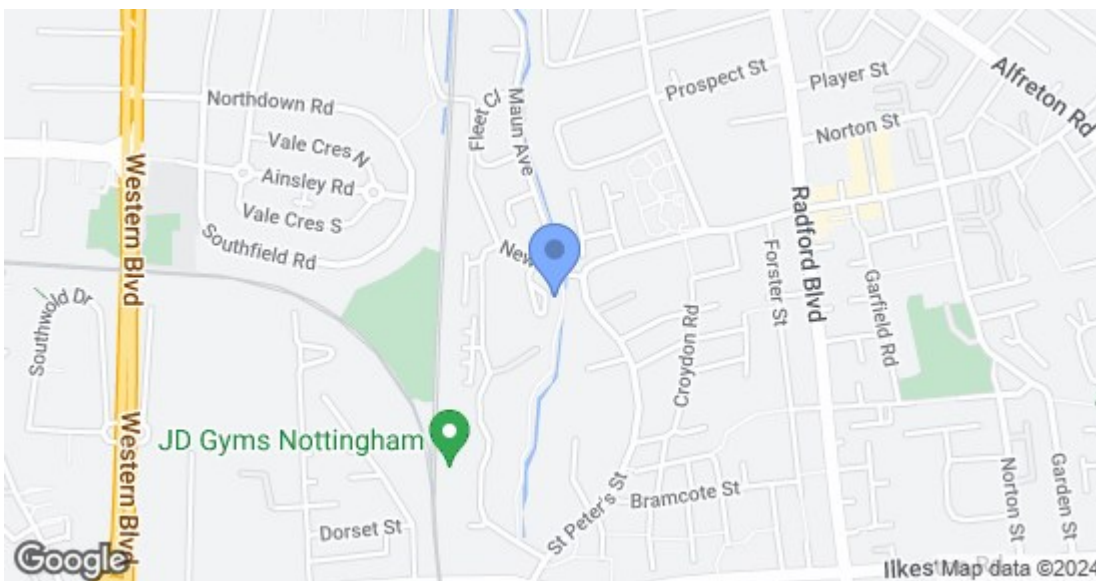 Prospect St
Player St
Alfreton Rd
Northdown Rd
Fleet Cl
Maun Ave
Norton St
Vale Cres N
Western Blvd
Ainsley Rd
Radford Blvd
Vale Cres S
Southfield Rd
New
Forster St
Garfield Rd
Southwold Dr
Croydon Rd
JD Gyms Nottingham
Western Blvd
Bramcote St
Norton St
Garden St
Dorset St
St Peter's St
Google
Map data ©2024